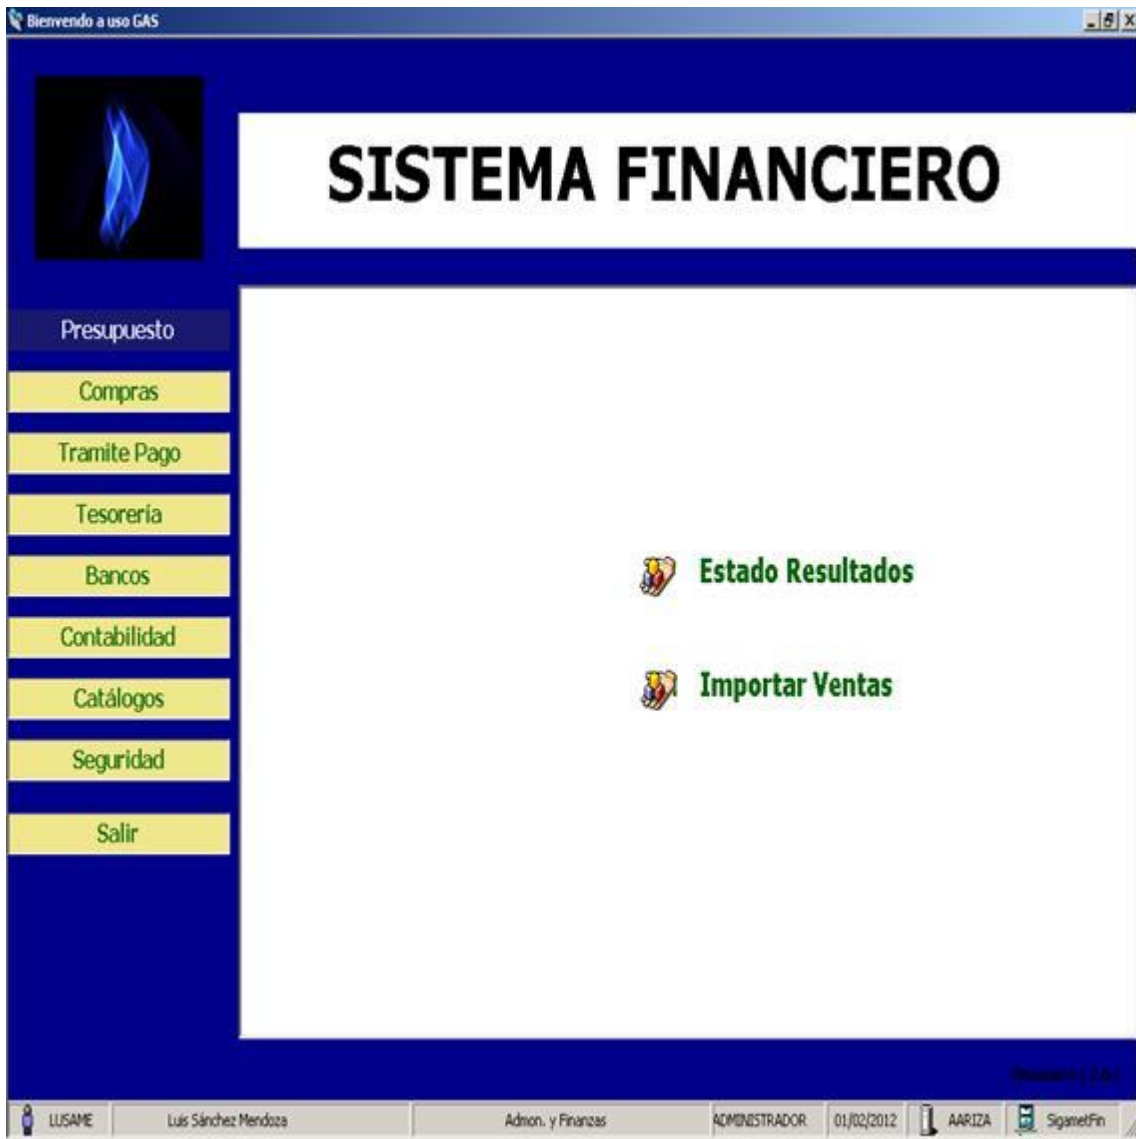 Bienvendo a uso GAS
SISTEMA FINANCIERO
Presupuesto
Compras
Tramite Pago
Tesorería
Bancos
Contabilidad
Catálogos
Seguridad
Salir
Estado Resultados
Importar Ventas
LUSAME Luis Sánchez Mendoza Admon. y Finanzas ADMINISTRADOR 01/02/2012 AARIZA SigametFin